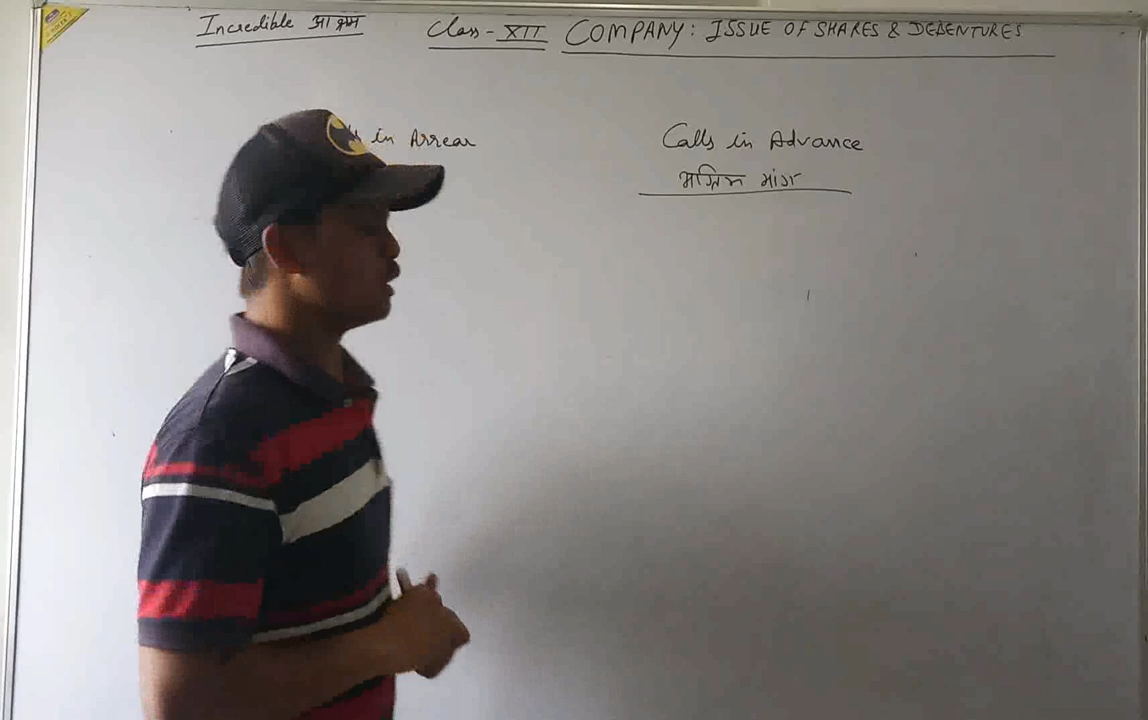 Incredible आश्रम Class-XII COMPANY: ISSUE OF SHARES & DEBENTURES
in Arrear
Calls in Advance
अग्रिम मांग